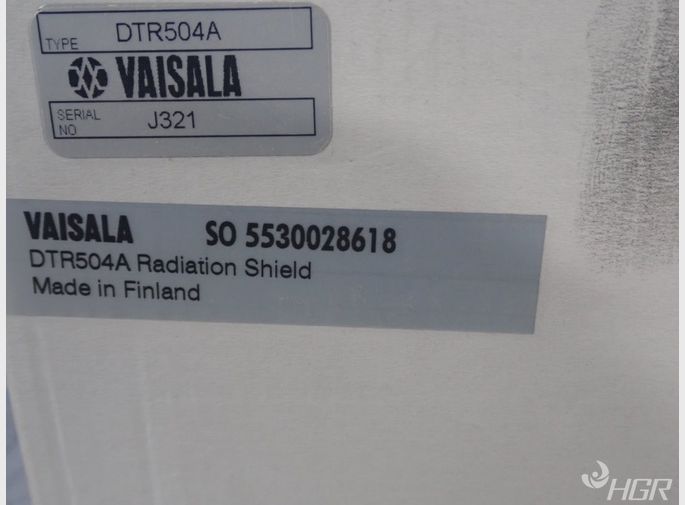 TYPE DTR504A
VAISALA
SERIAL NO J321
VAISALA SO 5530028618
DTR504A Radiation Shield
Made in Finland
HGR